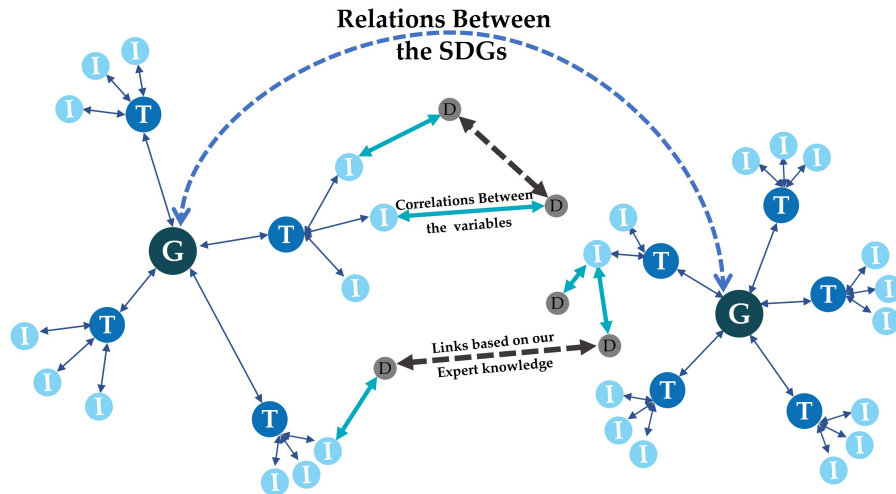 Relations Between
the SDGs
I
I
I
T
D
I
Correlations Between
the variables
I
D
T
G
I
I
I
I
T
I
I
I
T
I
D
I
T
G
T
I
I
I
T
I
I
I
D
D
Links based on our
Expert knowledge
D
T
I
I
I
I
T
I
I
I
T
I
I
I